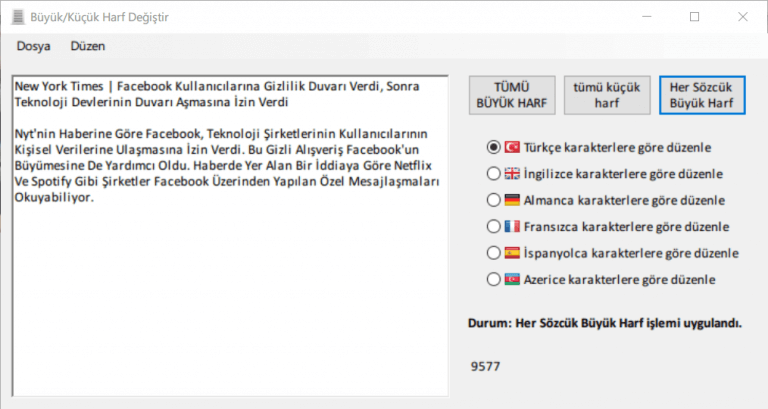 Büyük/Küçük Harf Değiştir
Dosya Düzen
New York Times | Facebook Kullanıcılarına Gizlilik Duvarı Verdi, Sonra
Teknoloji Devlerinin Duvarı Aşmasına İzin Verdi
Nyt'nin Haberine Göre Facebook, Teknoloji Şirketlerinin Kullanıcılarının
Kişisel Verilerine Ulaşmasına İzin Verdi. Bu Gizli Alışveriş Facebook'un
Büyümesine De Yardımcı Oldu. Haberde Yer Alan Bir İddiaya Göre Netflix
Ve Spotify Gibi Şirketler Facebook Üzerinden Yapılan Özel Mesajlaşmaları
Okuyabiliyor.
TÜMÜ
BÜYÜK HARF
tümü küçük
harf
Her Sözcük
Büyük Harf
Türkçe karakterlere göre düzenle
İngilizce karakterlere göre düzenle
Almanca karakterlere göre düzenle
Fransızca karakterlere göre düzenle
İspanyolca karakterlere göre düzenle
Azerice karakterlere göre düzenle
Durum: Her Sözcük Büyük Harf işlemi uygulandı.
9577